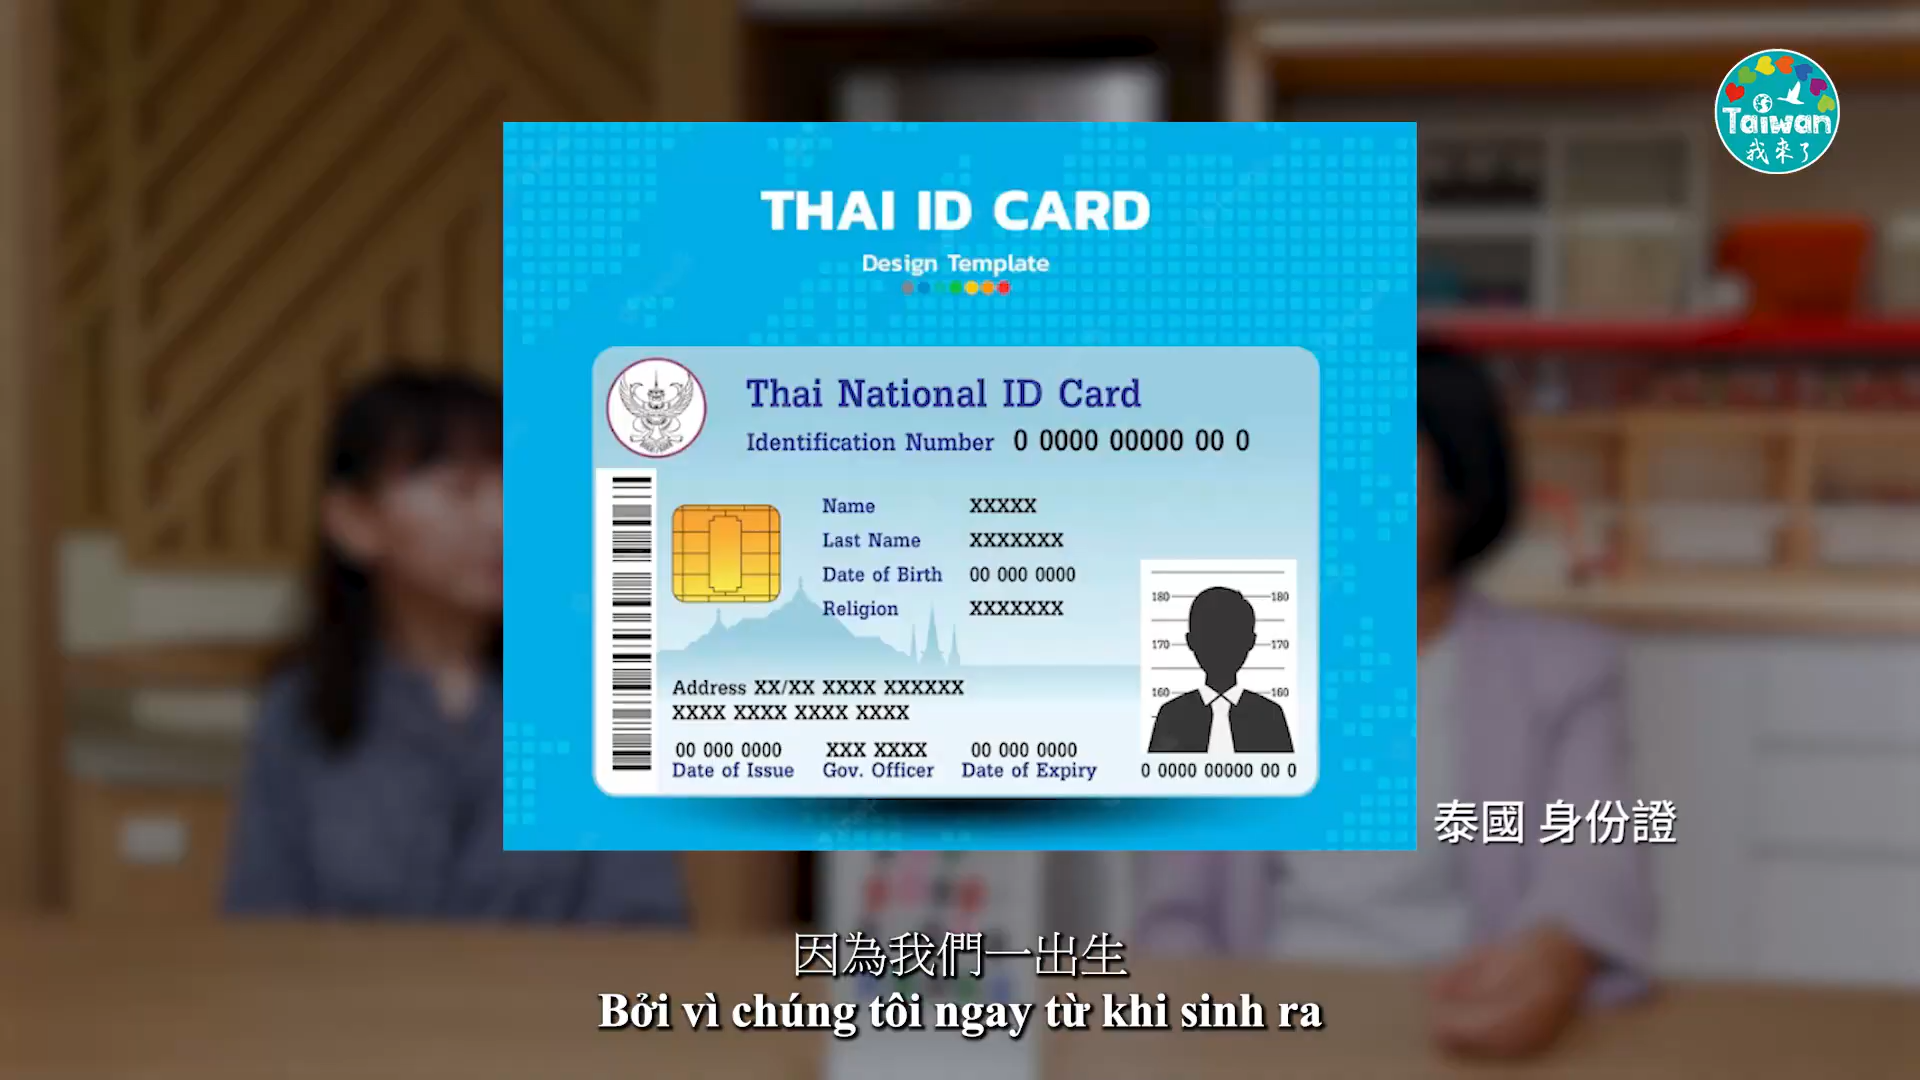 Taiwan
我來了
THAI ID CARD
Design Template
Thai National ID Card
Identification Number 0 0000 00000 00 0
Name XXXXX
Last Name XXXXXXX
Date of Birth 00 000 0000
Religion XXXXXXX
180 180
170 170
160 160
Address XX/XX XXXX XXXXXX
XXXX XXXX XXXX XXXX
00 000 0000 XXX XXXX 00 000 0000
Date of Issue Gov. Officer Date of Expiry 0 0000 00000 00 0
泰國 身份證
因為我們一出生
Bởi vì chúng tôi ngay từ khi sinh ra